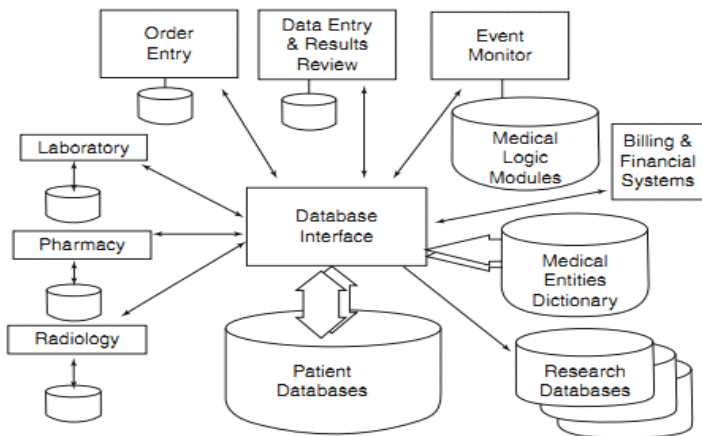 Order
Entry
Data Entry
& Results
Review
Event
Monitor
Medical
Logic
Modules
Billing &
Financial
Systems
Laboratory
Database
Interface
Pharmacy
Medical
Entities
Dictionary
Radiology
Patient
Databases
Research
Databases